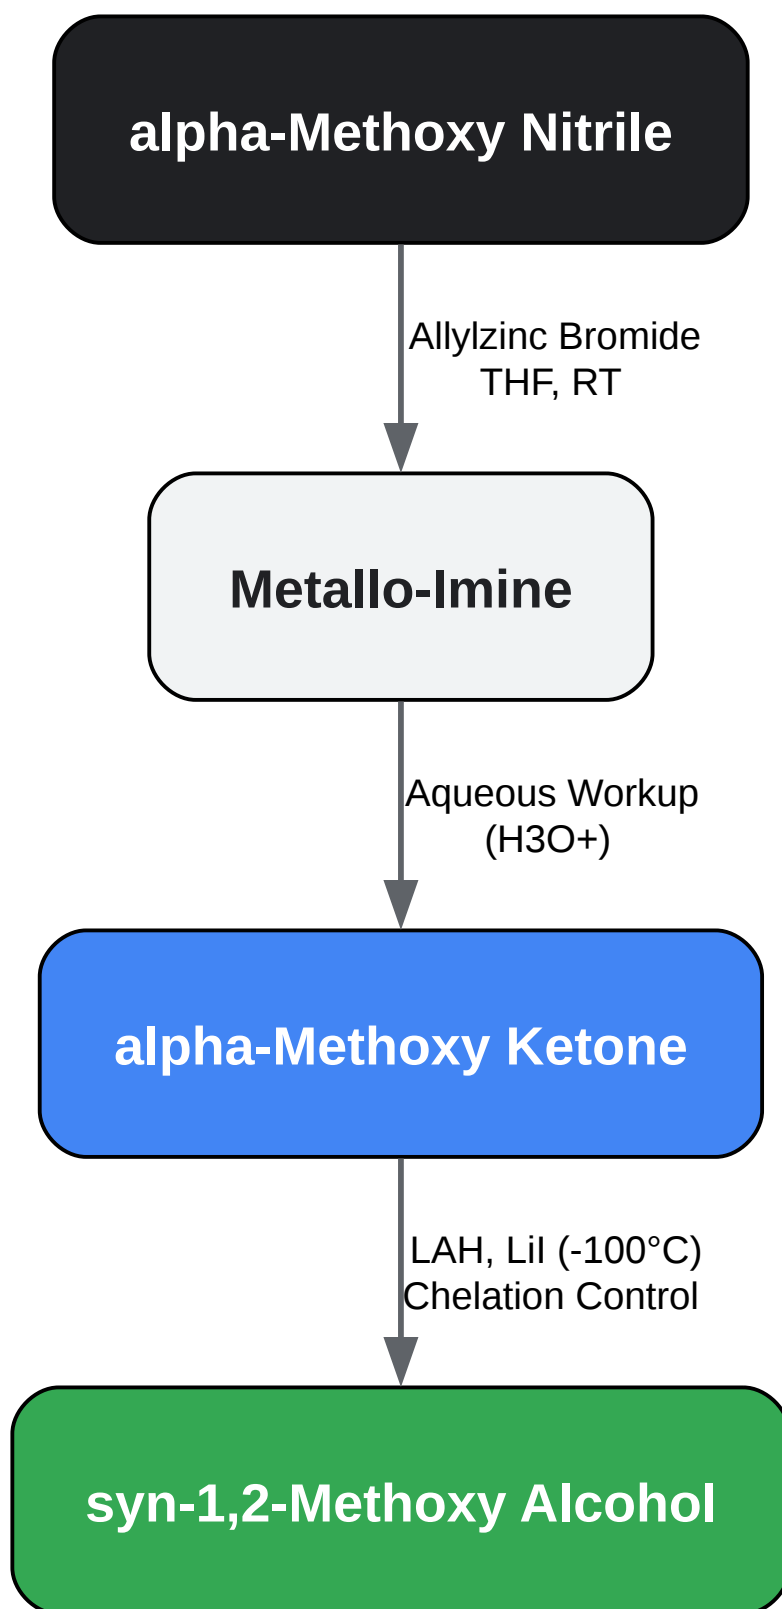 alpha-Methoxy Nitrile
Allylzinc Bromide
THF, RT
Metallo-Imine
Aqueous Workup
(H3O+)
alpha-Methoxy Ketone
LAH, LiI (-100°C)
Chelation Control
syn-1,2-Methoxy Alcohol